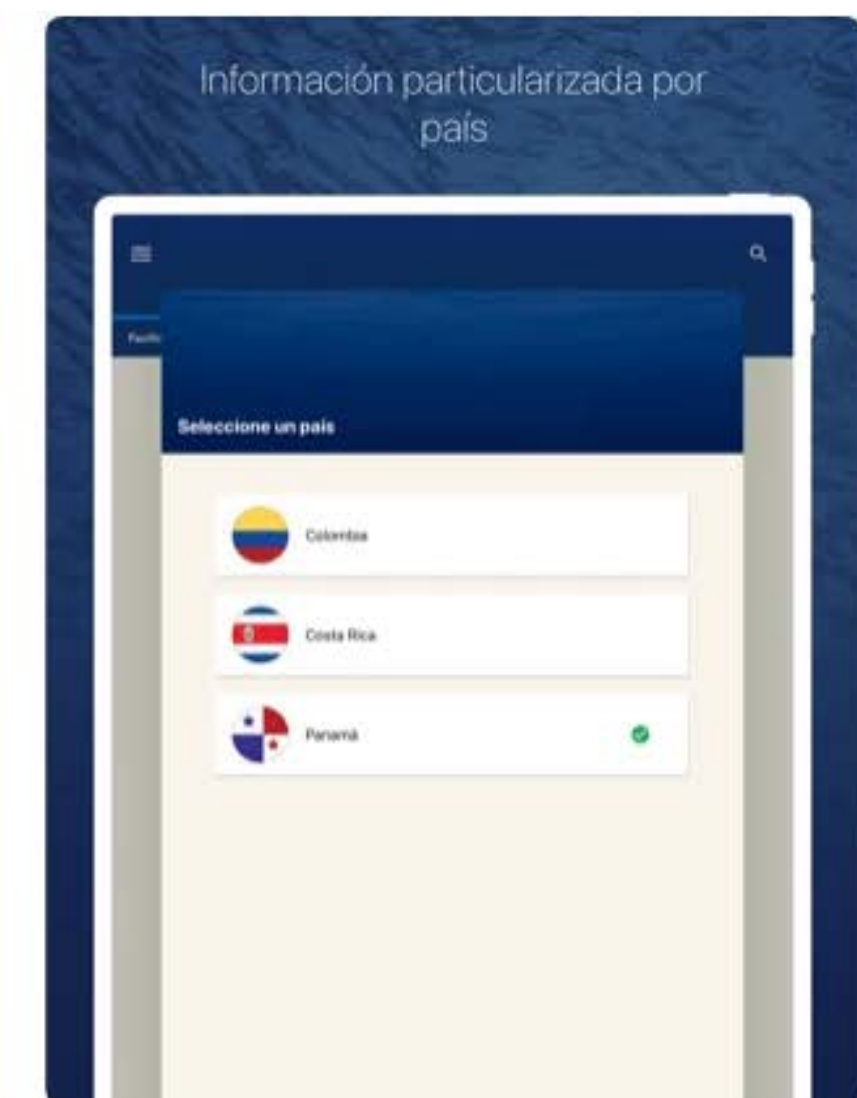 Información particularizada por
país
Seleccione un país
Colombia
Costa Rica
Panamá